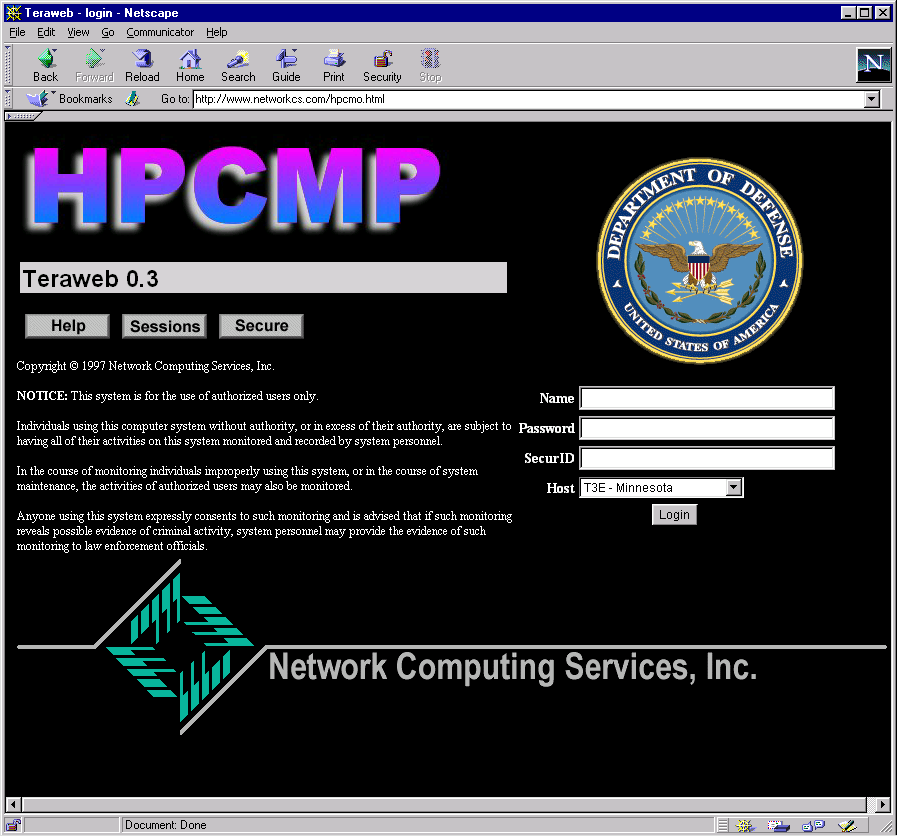 Teraweb - login - Netscape
File Edit View Go Communicator Help
Back Forward Reload Home Search Guide Print Security Stop
N
Bookmarks Go to: http://www.networkcs.com/hpcmo.html
HPCMP
DEPARTMENT OF DEFENSE
UNITED STATES OF AMERICA
Teraweb 0.3
Help Sessions Secure
Copyright © 1997 Network Computing Services, Inc.
NOTICE: This system is for the use of authorized users only.
Individuals using this computer system without authority, or in excess of their authority, are subject to
having all of their activities on this system monitored and recorded by system personnel.
In the course of monitoring individuals improperly using this system, or in the course of system
maintenance, the activities of authorized users may also be monitored.
Anyone using this system expressly consents to such monitoring and is advised that if such monitoring
reveals possible evidence of criminal activity, system personnel may provide the evidence of such
monitoring to law enforcement officials.
Name
Password
SecurID
Host T3E - Minnesota
Login
Network Computing Services, Inc.
Document: Done